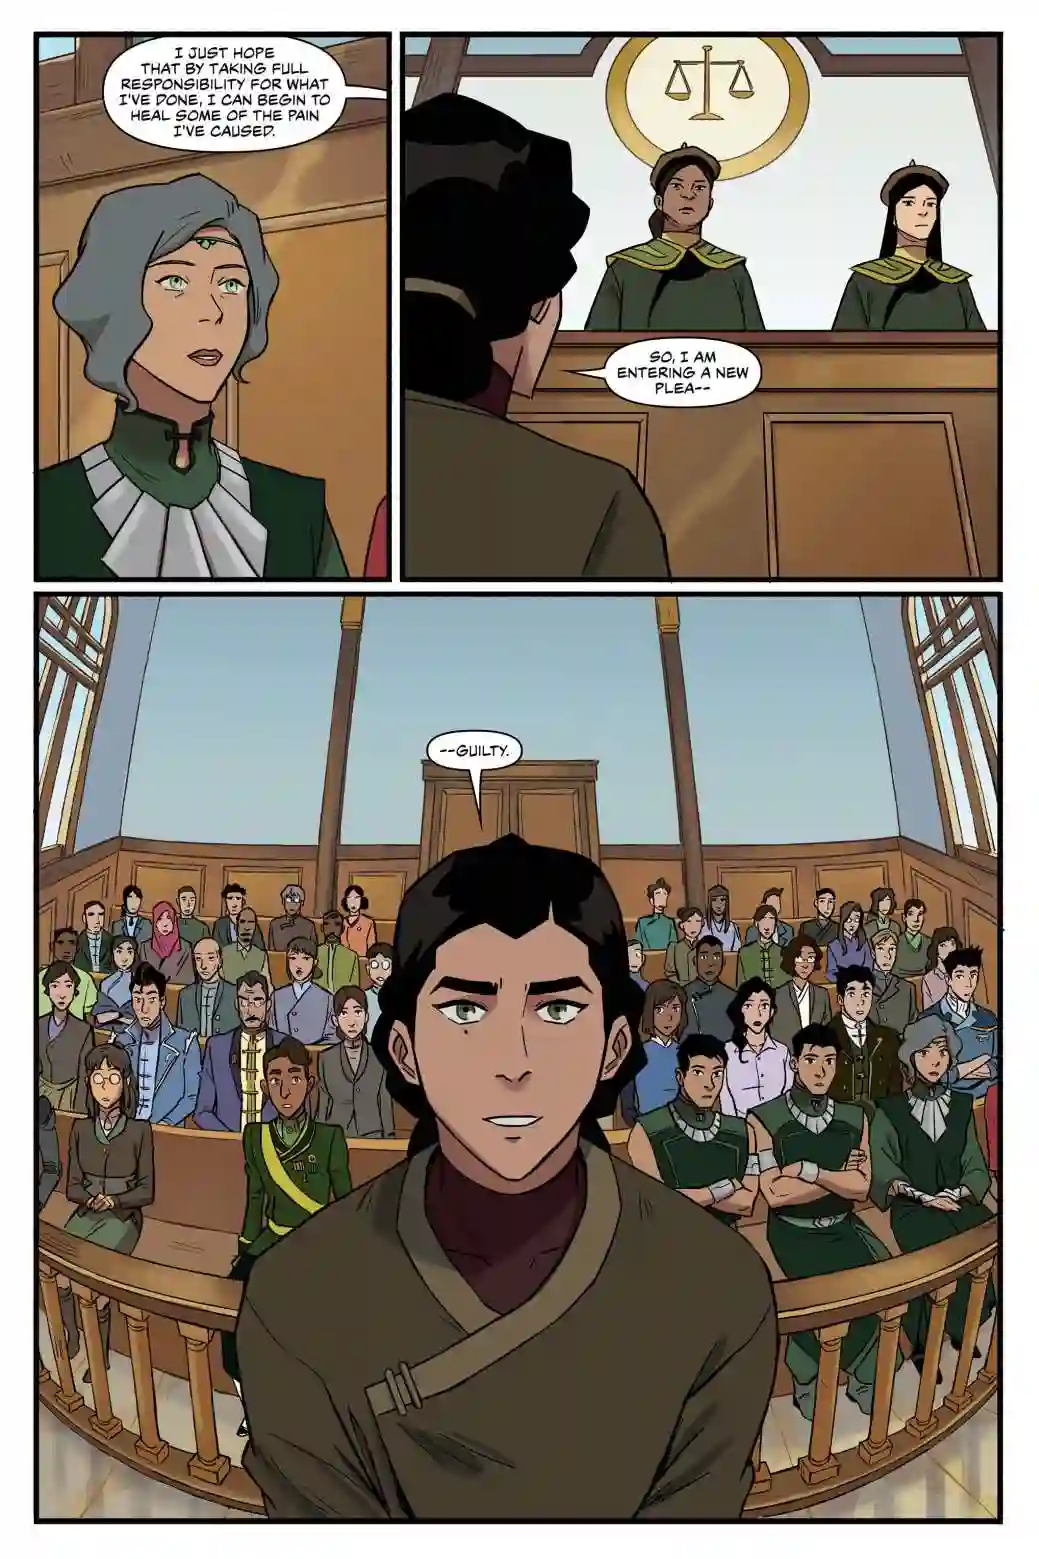 I JUST HOPE
THAT BY TAKING FULL
RESPONSIBILITY FOR WHAT
I'VE DONE, I CAN BEGIN TO
HEAL SOME OF THE PAIN
I'VE CAUSED.
SO, I AM
ENTERING A NEW
PLEA--
--GUILTY.